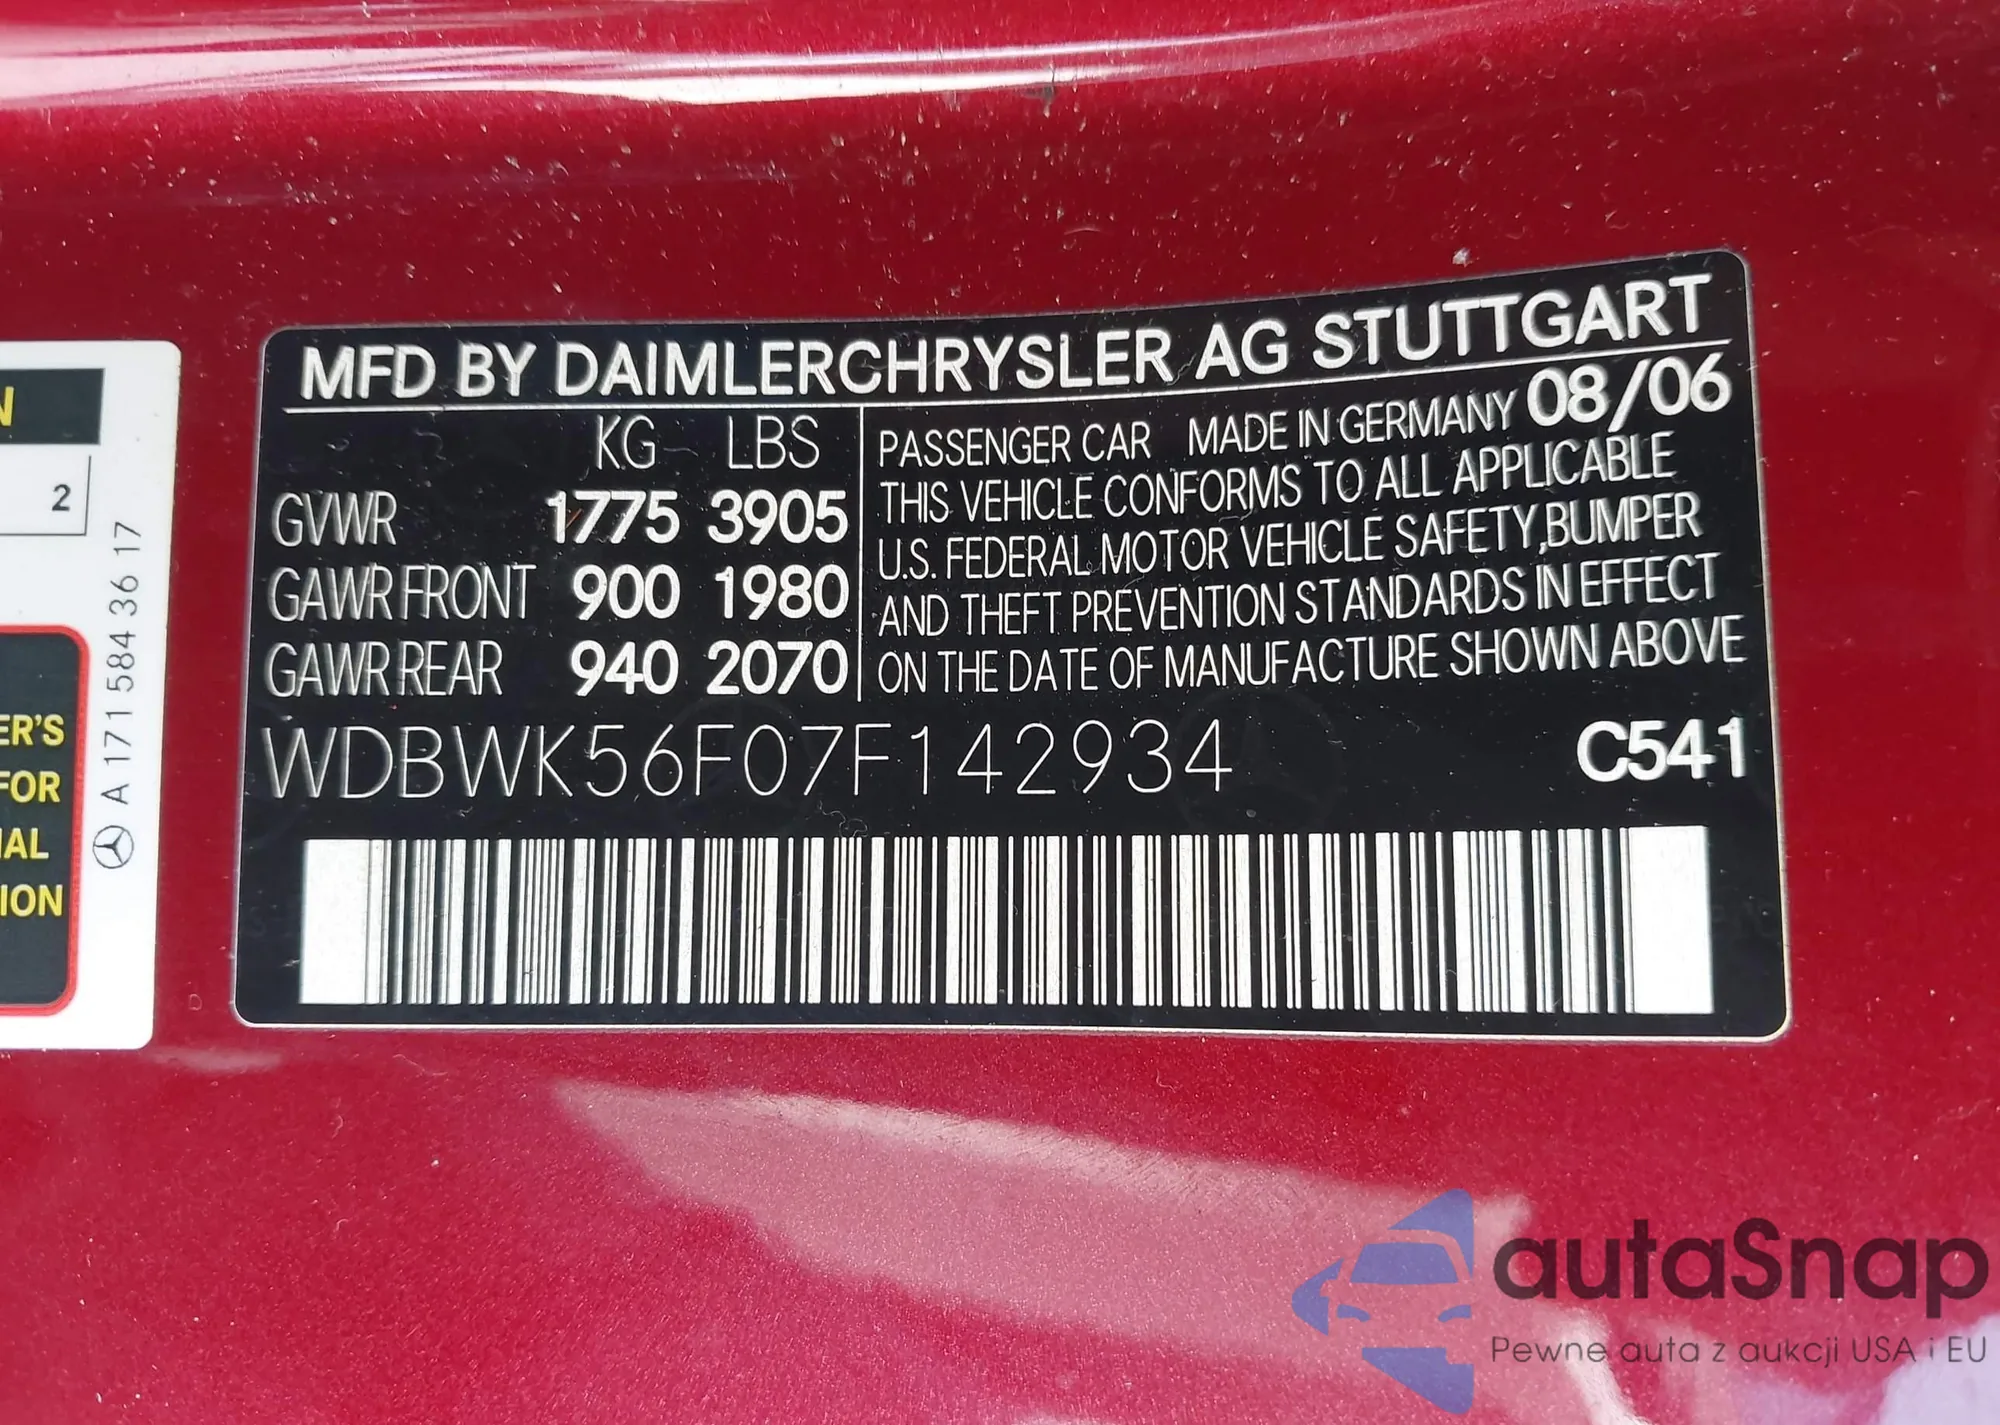 MFD BY DAIMLERCHRYSLER AG STUTTGART
KG LBS
GVWR 1775 3905
GAWR FRONT 900 1980
GAWR REAR 940 2070
PASSENGER CAR MADE IN GERMANY 08/06
THIS VEHICLE CONFORMS TO ALL APPLICABLE
U.S. FEDERAL MOTOR VEHICLE SAFETY,BUMPER
AND THEFT PREVENTION STANDARDS IN EFFECT
ON THE DATE OF MANUFACTURE SHOWN ABOVE
WDBWK56F07F142934 C541
N
2
ER'S
FOR
IAL
ION
A 171 584 36 17
autaSnap
Pewne auta z aukcji USA i EU